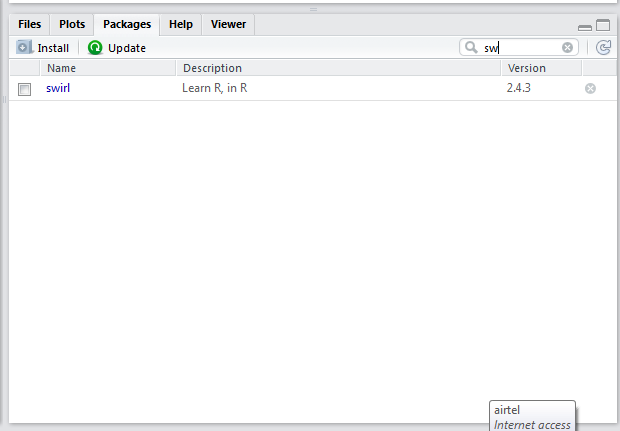 Files Plots Packages Help Viewer
Install Update sw
Name Description Version
swirl Learn R, in R 2.4.3
airtel
Internet access